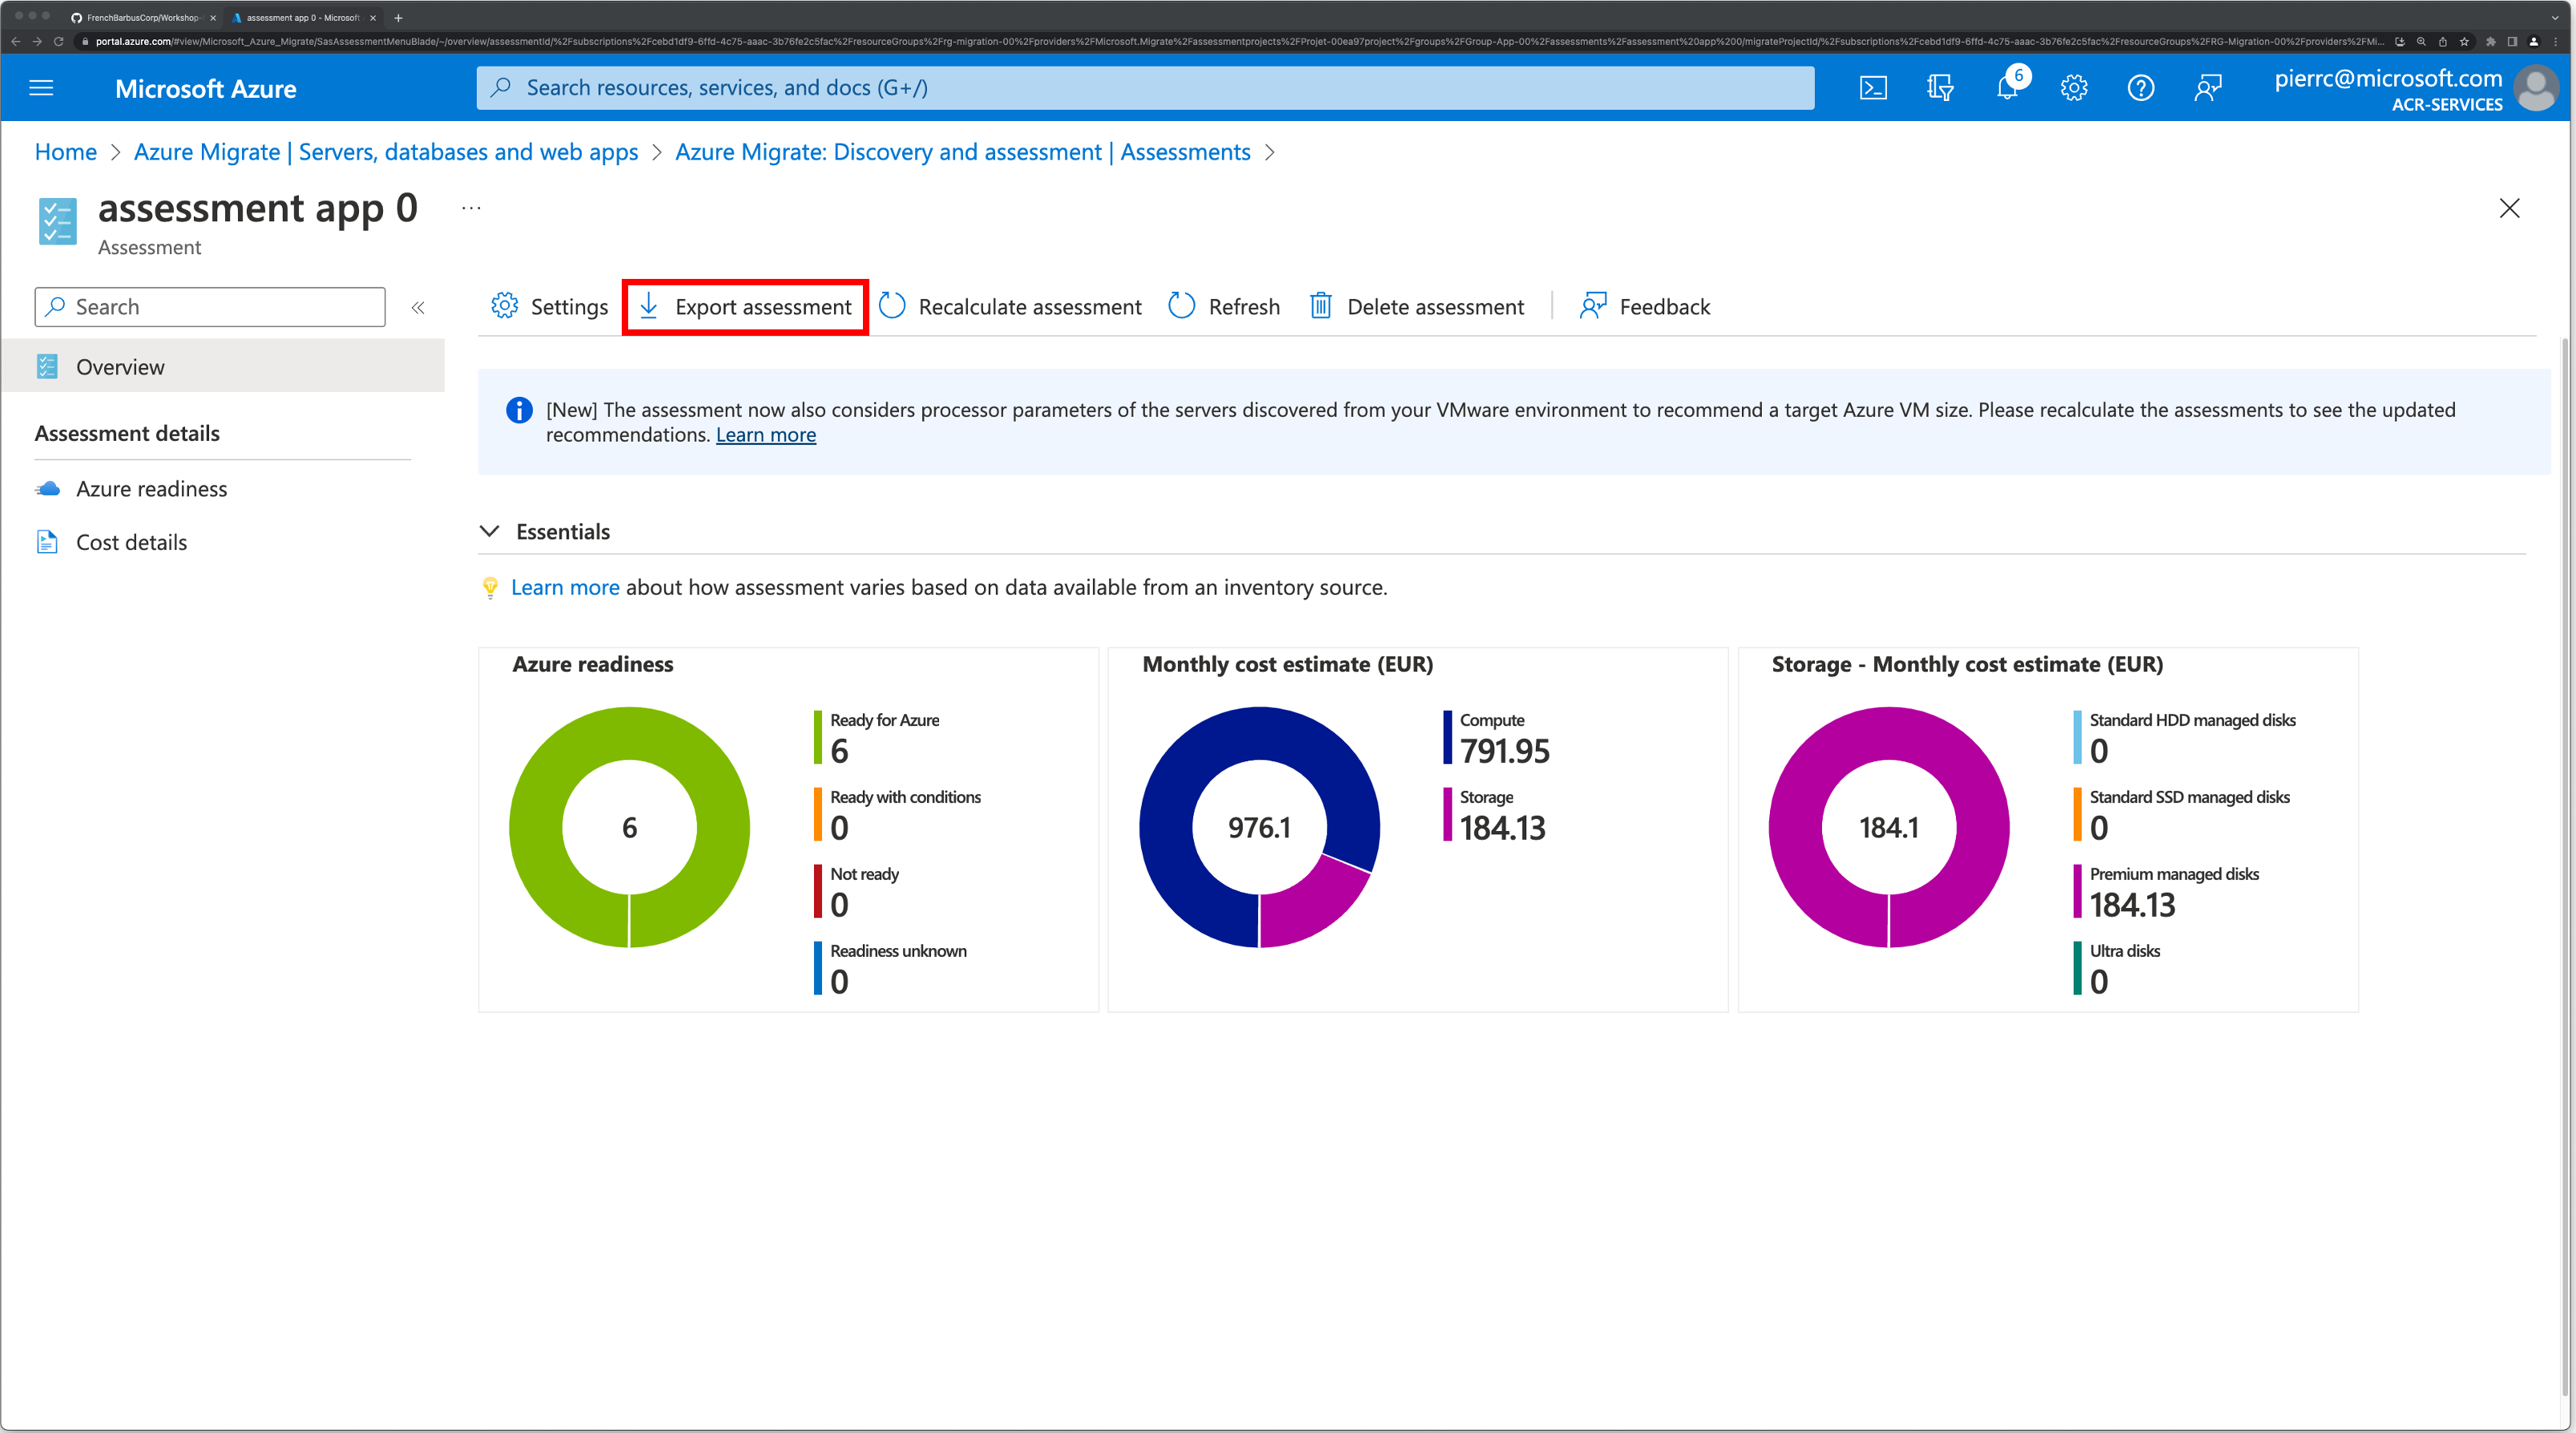 FrenchBarbusCorp/Workshop-
assessment app 0 - Microsoft
portal.azure.com/#view/Microsoft_Azure_Migrate/SasAssessmentMenuBlade/~/overview/assessmentId/%2Fsubscriptions%2Fcebd1df9-6ffd-4c75-aaac-3b76fe2c5fac%2FresourceGroups%2Frg-migration-00%2Fproviders%2FMicrosoft.Migrate%2Fassessmentprojects%2FProjet-00ea97project%2Fgroups%2FGroup-App-00%2Fassessments%2Fassessment%20app%200/migrateProjectId/%2Fsubscriptions%2Fcebd1df9-6ffd-4c75-aaac-3b76fe2c5fac%2FresourceGroups%2FRG-Migration-00%2Fproviders%2FMi...
Microsoft Azure
Search resources, services, and docs (G+/)
6
pierrc@microsoft.com
ACR-SERVICES
Home > Azure Migrate | Servers, databases and web apps > Azure Migrate: Discovery and assessment | Assessments >
assessment app 0 ...
Assessment
Search «
Settings
Export assessment
Recalculate assessment
Refresh
Delete assessment
Feedback
Overview
Assessment details
Azure readiness
Cost details
[New] The assessment now also considers processor parameters of the servers discovered from your VMware environment to recommend a target Azure VM size. Please recalculate the assessments to see the updated
recommendations. Learn more
Essentials
Learn more about how assessment varies based on data available from an inventory source.
Azure readiness
6
Ready for Azure
6
Ready with conditions
0
Not ready
0
Readiness unknown
0
Monthly cost estimate (EUR)
976.1
Compute
791.95
Storage
184.13
Storage - Monthly cost estimate (EUR)
184.1
Standard HDD managed disks
0
Standard SSD managed disks
0
Premium managed disks
184.13
Ultra disks
0